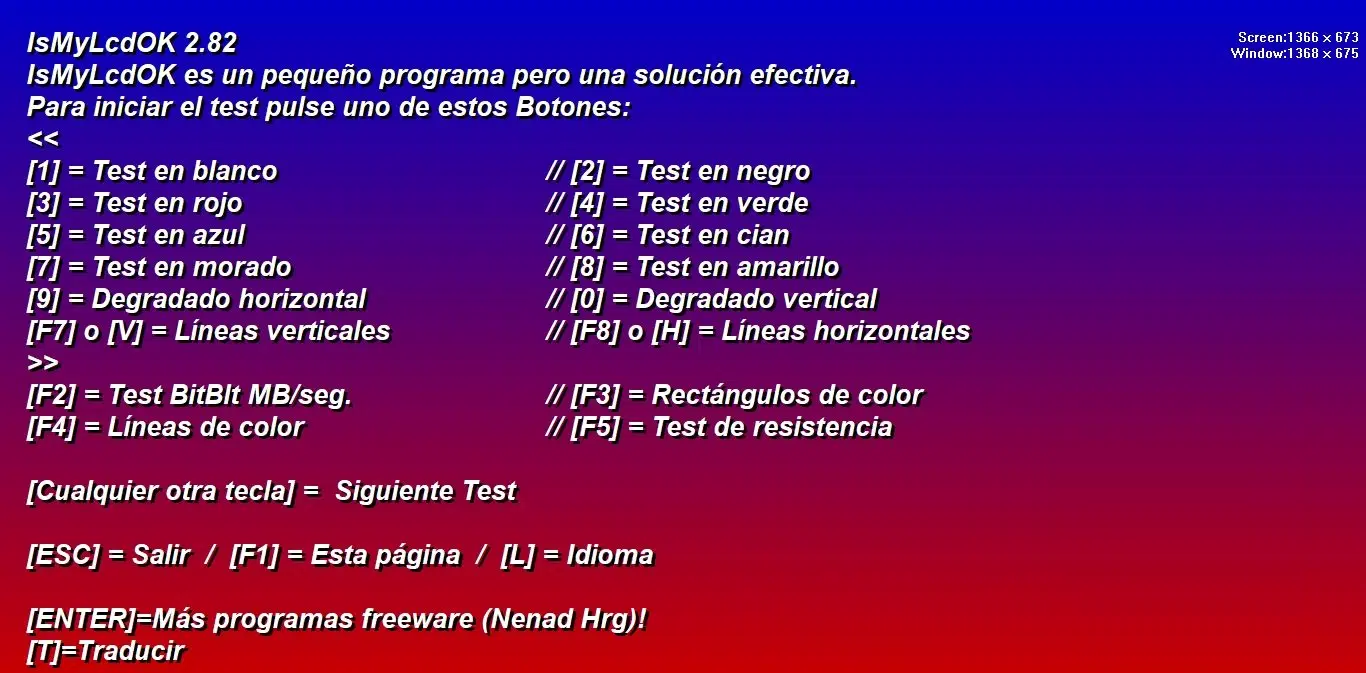 IsMyLcdOK 2.82
Screen:1366 × 673
Window:1368 × 675
IsMyLcdOK es un pequeño programa pero una solución efectiva.
Para iniciar el test pulse uno de estos Botones:
<<
[1] = Test en blanco // [2] = Test en negro
[3] = Test en rojo // [4] = Test en verde
[5] = Test en azul // [6] = Test en cian
[7] = Test en morado // [8] = Test en amarillo
[9] = Degradado horizontal // [0] = Degradado vertical
[F7] o [V] = Líneas verticales // [F8] o [H] = Líneas horizontales
>>
[F2] = Test BitBlt MB/seg. // [F3] = Rectángulos de color
[F4] = Líneas de color // [F5] = Test de resistencia
[Cualquier otra tecla] = Siguiente Test
[ESC] = Salir / [F1] = Esta página / [L] = Idioma
[ENTER]=Más programas freeware (Nenad Hrg)!
[T]=Traducir